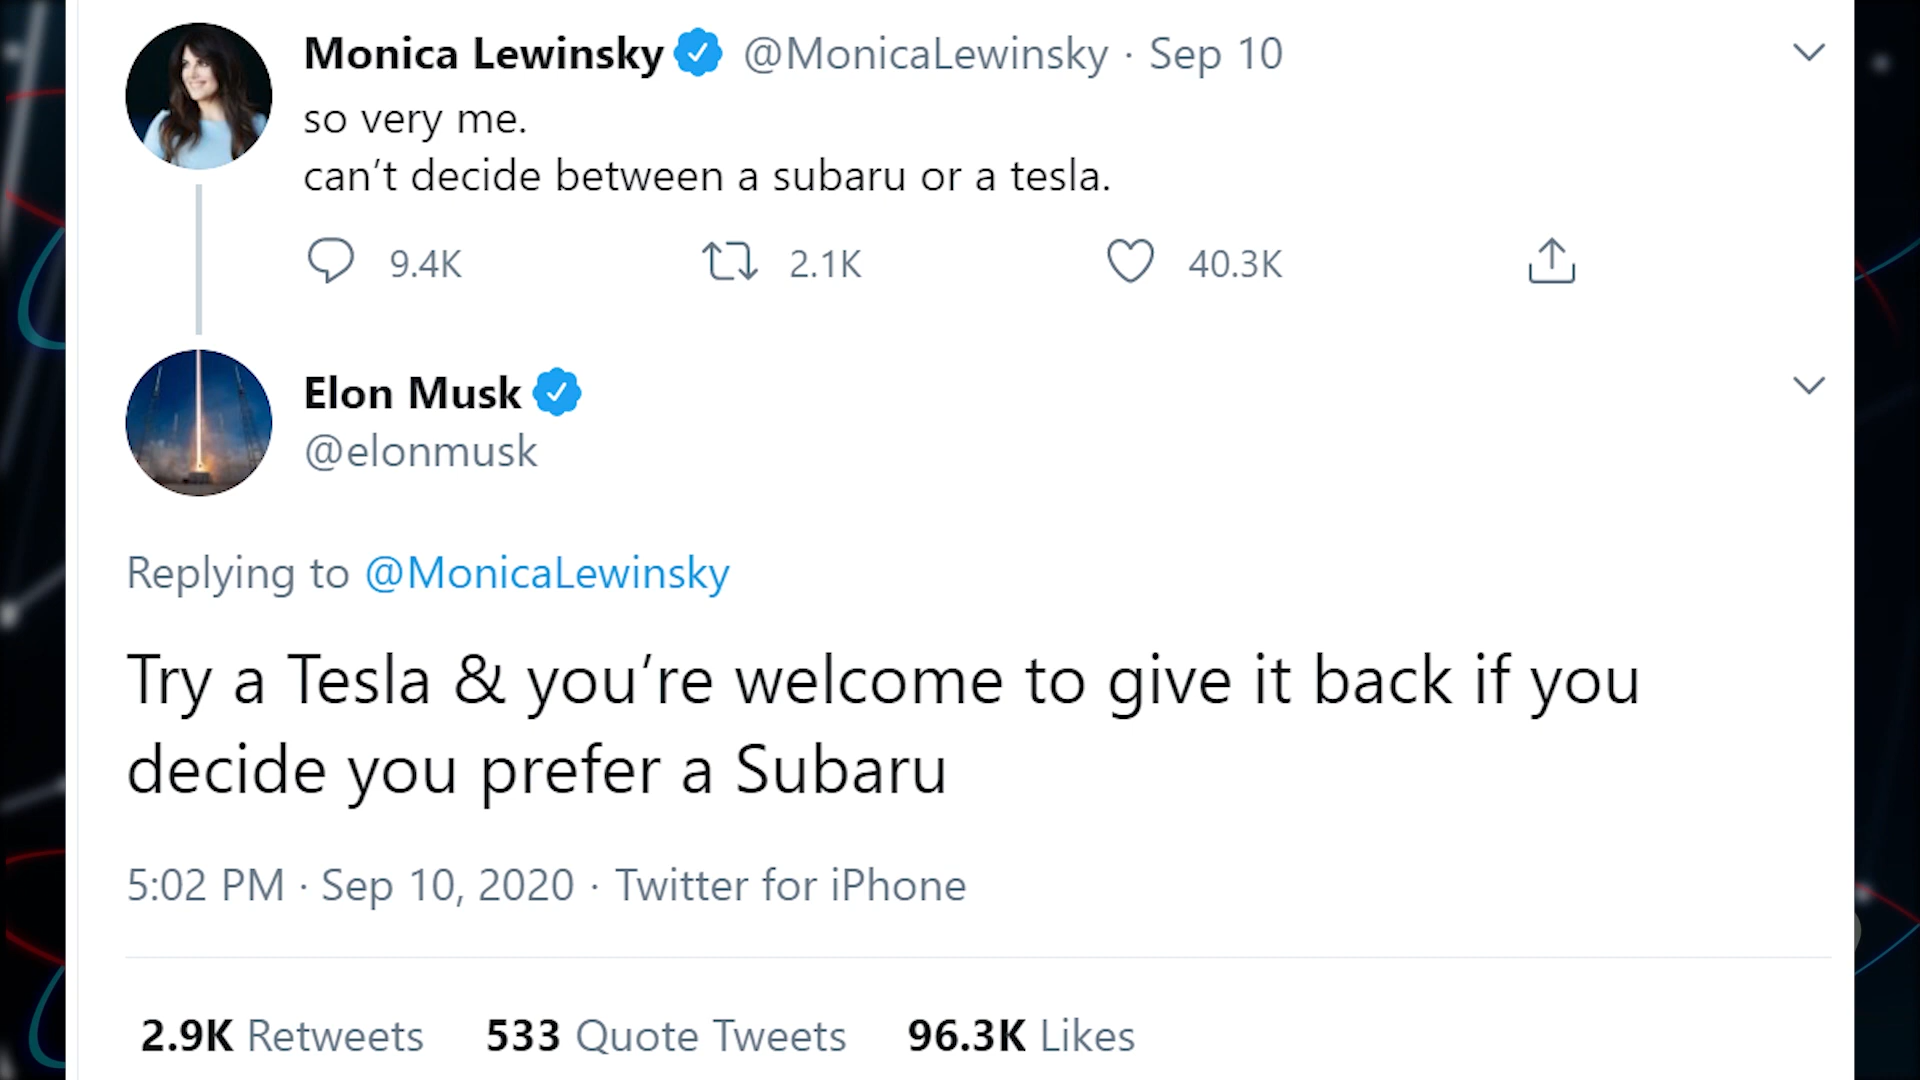 Monica Lewinsky @MonicaLewinsky · Sep 10
so very me.
can’t decide between a subaru or a tesla.
9.4K 2.1K 40.3K
Elon Musk
@elonmusk
Replying to @MonicaLewinsky
Try a Tesla & you’re welcome to give it back if you
decide you prefer a Subaru
5:02 PM · Sep 10, 2020 · Twitter for iPhone
2.9K Retweets 533 Quote Tweets 96.3K Likes